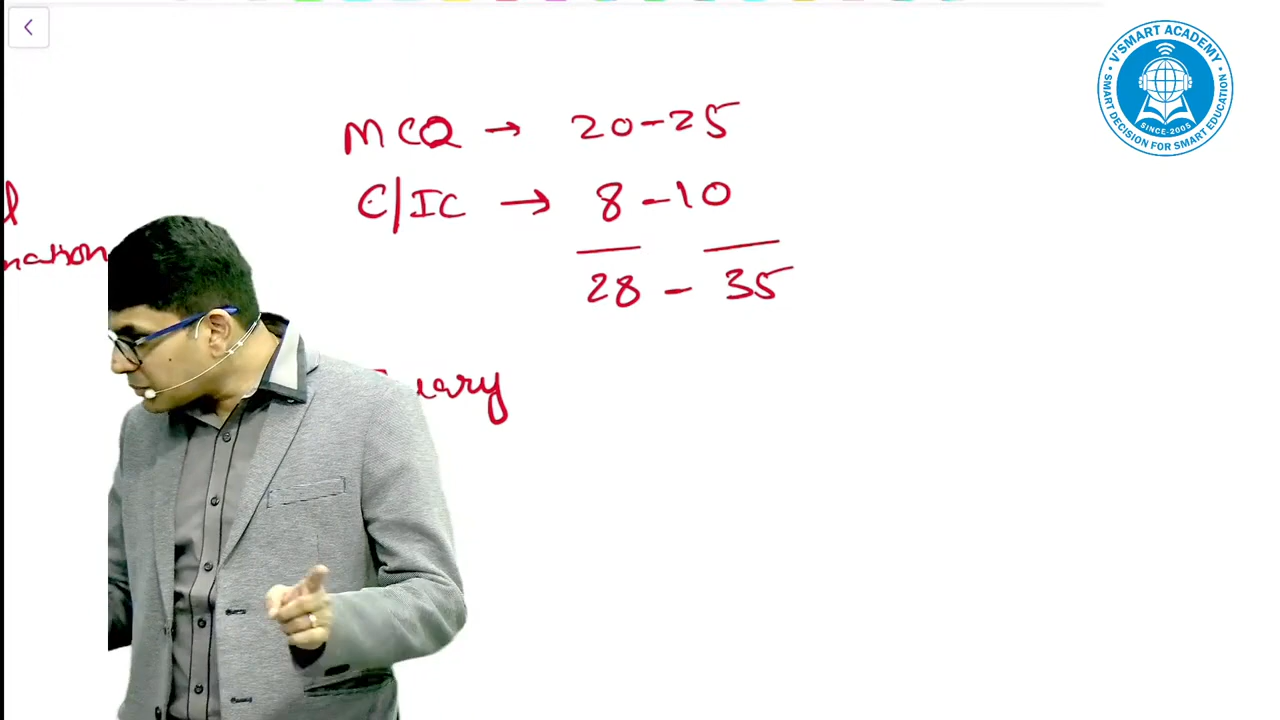 V'SMART ACADEMY
SMART DECISION FOR SMART EDUCATION
SINCE-2005
MCQ → 20-25
C/IC → 8-10
28 - 35